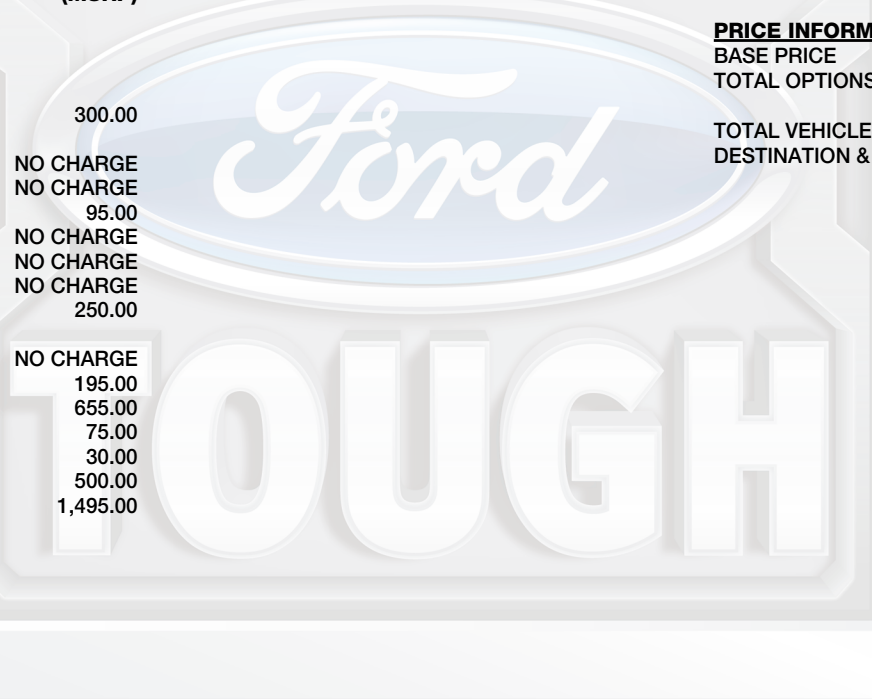 (MSRP)
300.00
NO CHARGE
NO CHARGE
95.00
NO CHARGE
NO CHARGE
NO CHARGE
250.00
NO CHARGE
195.00
655.00
75.00
30.00
500.00
1,495.00
PRICE INFORM
BASE PRICE
TOTAL OPTIONS
TOTAL VEHICLE
DESTINATION &
Ford
TOUGH